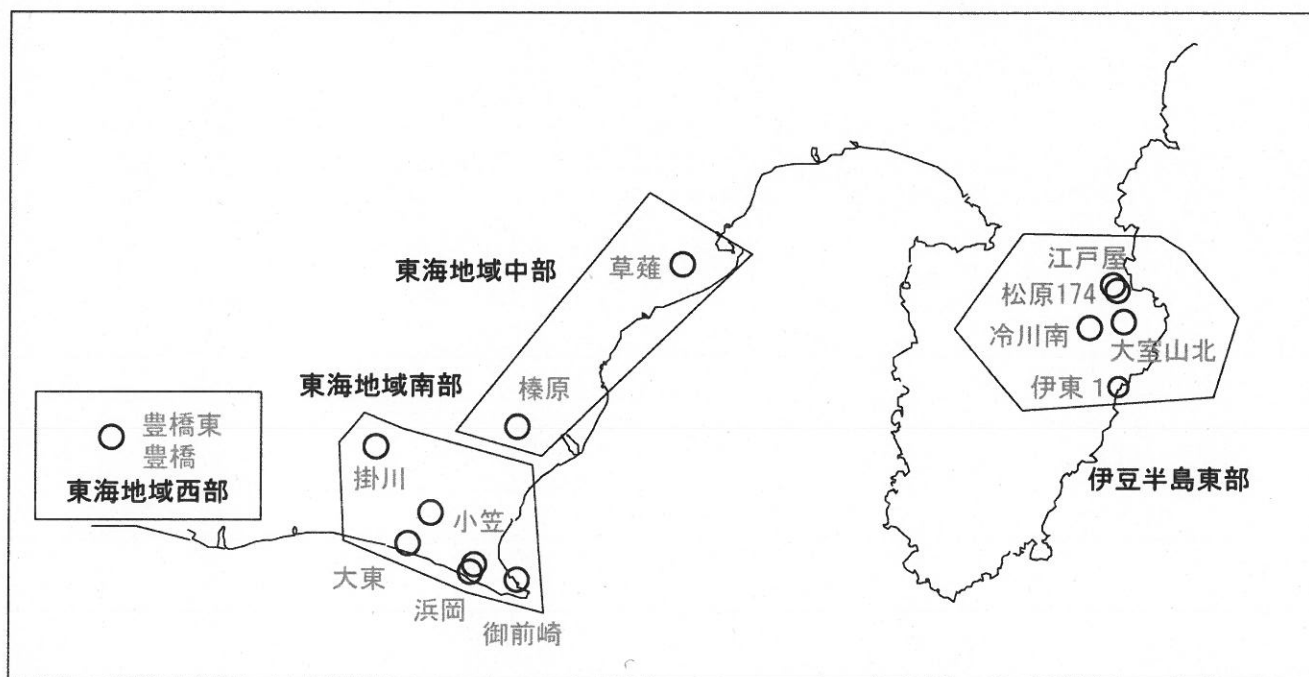 東海地域中部
草薙
江戸屋
松原174
冷川南
大室山北
伊東 1
東海地域南部
榛原
豊橋東
豊橋
東海地域西部
掛川
小笠
大東
浜岡
御前崎
伊豆半島東部